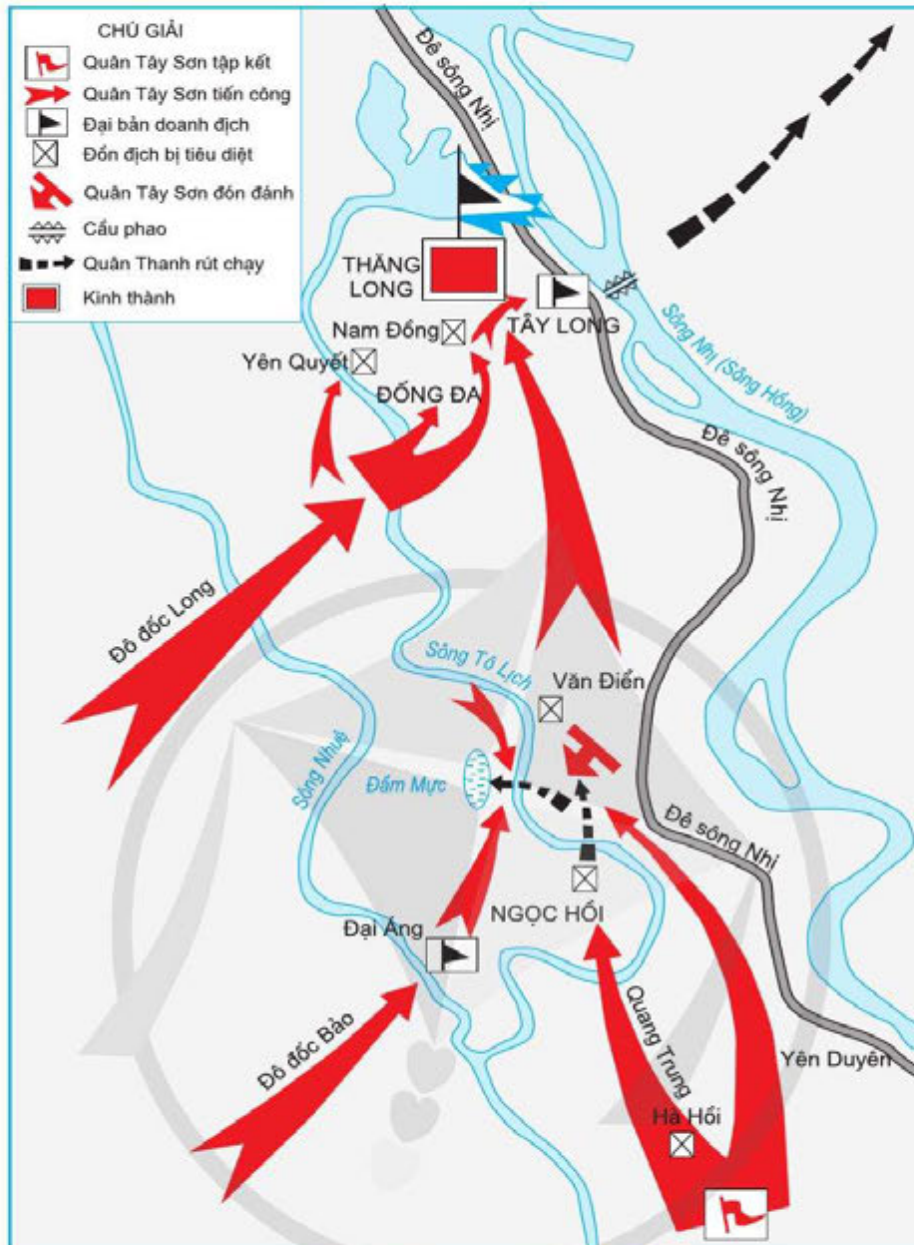 CHÚ GIẢI
Quân Tây Sơn tập kết
Quân Tây Sơn tiến công
Đại bản doanh địch
Đồn địch bị tiêu diệt
Quân Tây Sơn đón đánh
Cầu phao
Quân Thanh rút chạy
Kinh thành
Đê sông Nhị
THĂNG
LONG
TÂY LONG
Nam Đồng
Yên Quyết
ĐỐNG ĐA
Sông Nhị (Sông Hồng)
Đê sông Nhị
Đô đốc Long
Sông Tô Lịch
Văn Điển
Sông Nhuệ
Đầm Mực
Đê sông Nhị
NGỌC HỒI
Đại Áng
Đô đốc Bảo
Quang Trung
Yên Duyên
Hà Hồi